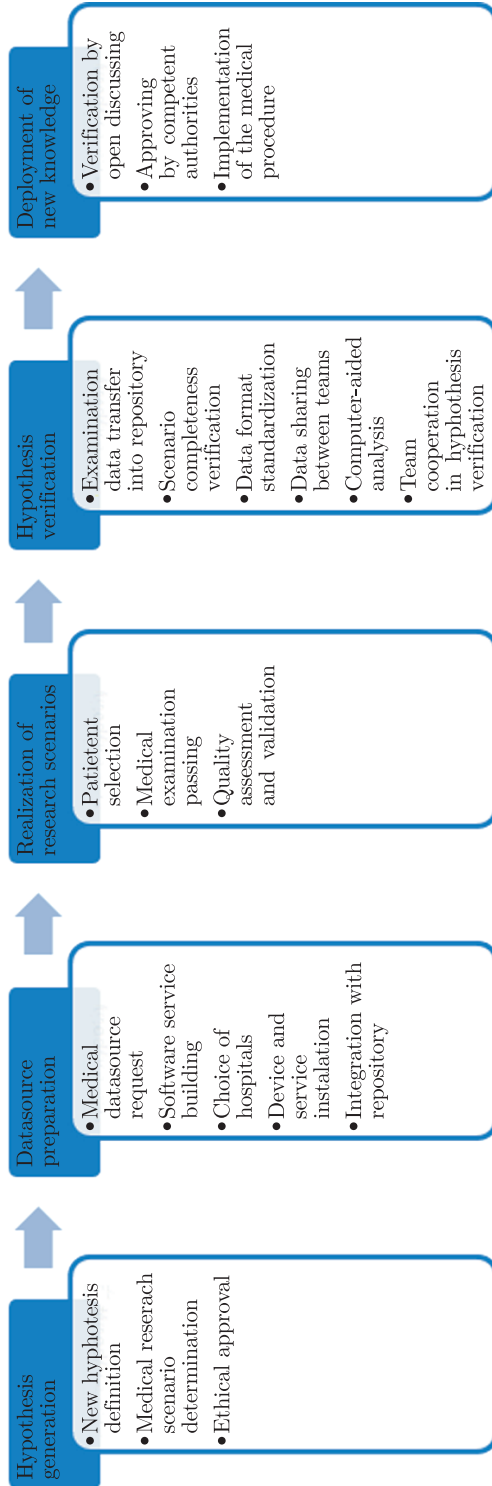 Hypothesis
generation
•New hyphotesis
definition
•Medical reserach
scenario
determination
•Ethical approval
Datasource
preparation
•Medical
datasource
request
•Software service
building
•Choice of
hospitals
•Device and
service
instalation
•Integration with
repository
Realization of
research scenarios
•Patietent
selection
•Medical
examination
passing
•Quality
assessment
and validation
Hypothesis
verification
•Examination
data transfer
into repository
•Scenario
completeness
verification
•Data format
standardization
•Data sharing
between teams
•Computer-aided
analysis
•Team
cooperation
in hyphothesis
verification
Deployment of
new knowledge
•Verification by
open discussing
•Approving
by competent
authorities
•Implementation
of the medical
procedure